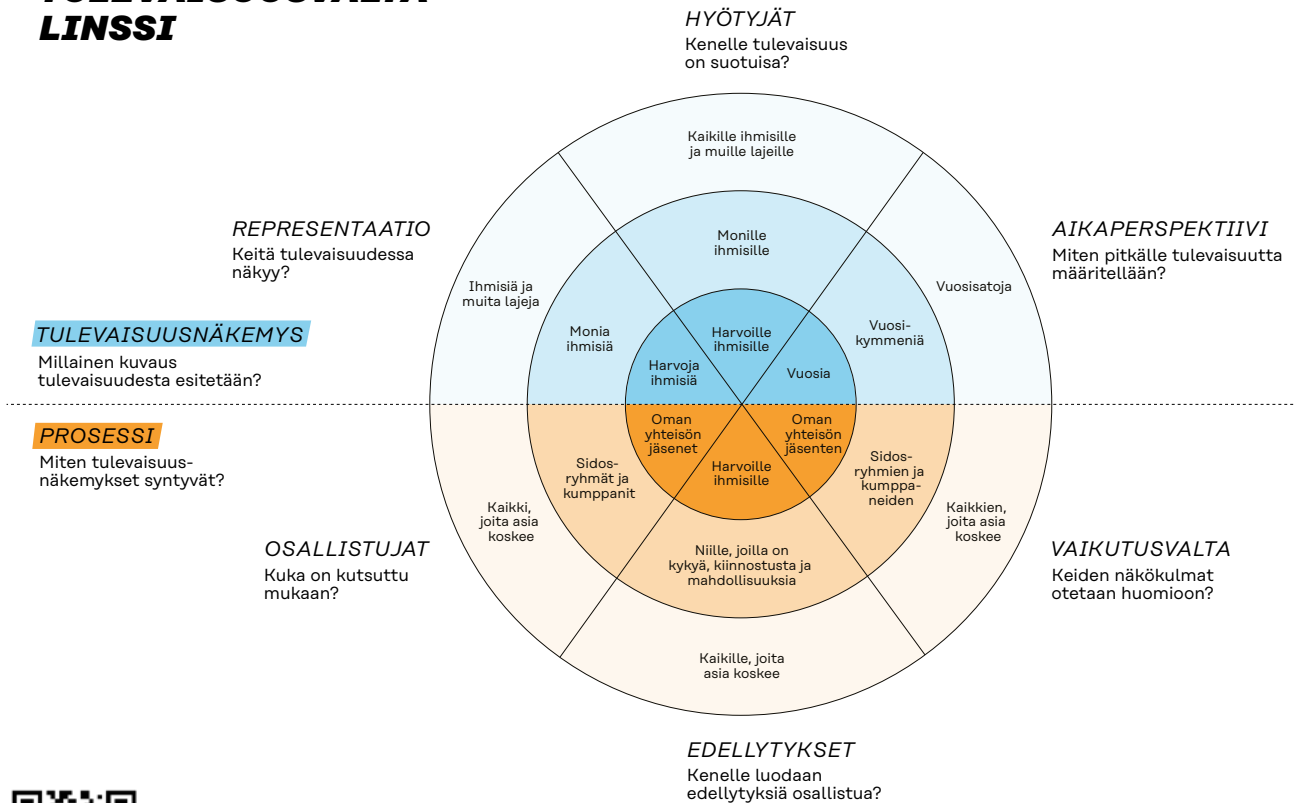 LINSSI
HYÖTYJÄT
Kenelle tulevaisuus
on suotuisa?
Kaikille ihmisille
ja muille lajeille
Monille
ihmisille
Harvoille
ihmisille
REPRESENTAATIO
Keitä tulevaisuudessa
näkyy?
Ihmisiä ja
muita lajeja
Monia
ihmisiä
Harvoja
ihmisiä
AIKAPERSPEKTIIVI
Miten pitkälle tulevaisuutta
määritellään?
Vuosisatoja
Vuosi-
kymmeniä
Vuosia
TULEVAISUUSNÄKEMYS
Millainen kuvaus
tulevaisuudesta esitetään?
PROSESSI
Miten tulevaisuus-
näkemykset syntyvät?
Oman
yhteisön
jäsenet
Sidos-
ryhmät ja
kumppanit
Kaikki,
joita asia
koskee
OSALLISTUJAT
Kuka on kutsuttu
mukaan?
Harvoille
ihmisille
Niille, joilla on
kykyä, kiinnostusta ja
mahdollisuuksia
Kaikille, joita
asia koskee
Oman
yhteisön
jäsenten
Sidos-
ryhmien ja
kumppa-
neiden
Kaikkien,
joita asia
koskee
VAIKUTUSVALTA
Keiden näkökulmat
otetaan huomioon?
EDELLYTYKSET
Kenelle luodaan
edellytyksiä osallistua?